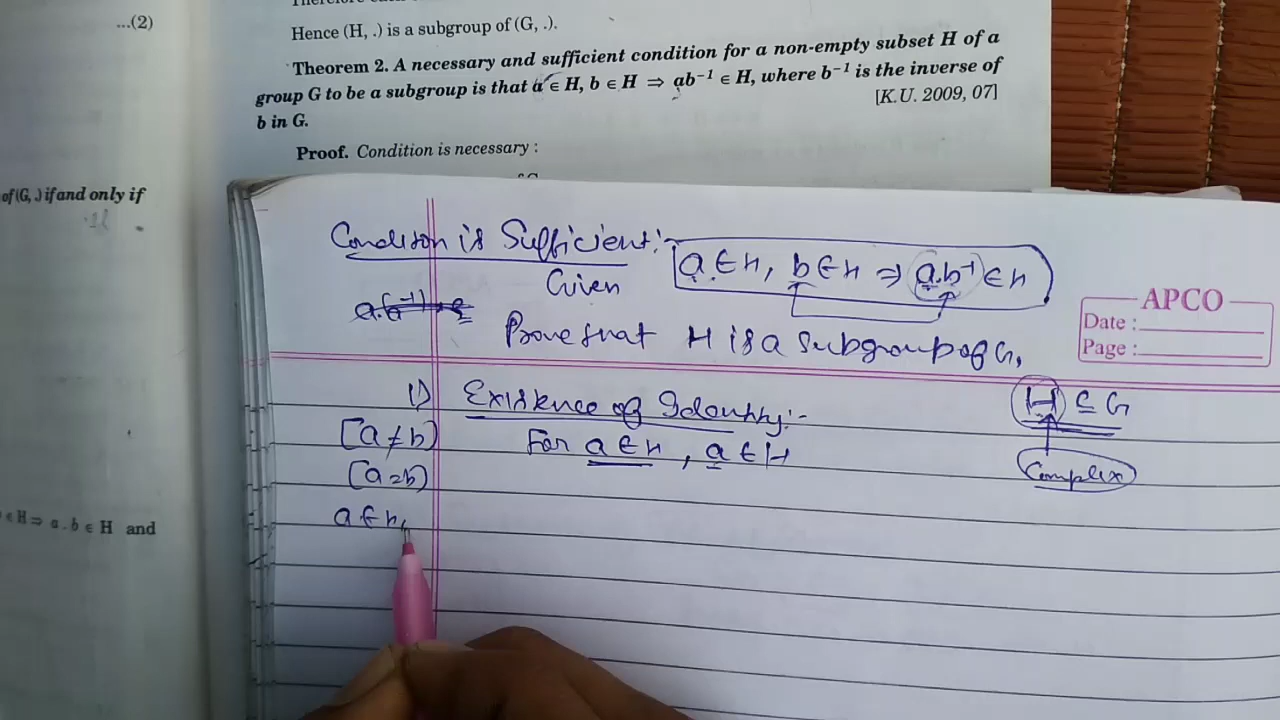 ...(2)
Hence (H, .) is a subgroup of (G, .).
Theorem 2. A necessary and sufficient condition for a non-empty subset H of a
group G to be a subgroup is that a ∈ H, b ∈ H ⇒ ab⁻¹ ∈ H, where b⁻¹ is the inverse of
b in G.
[K.U. 2009, 07]
Proof. Condition is necessary :
of (G, .) if and only if
∈ H ⇒ a . b ∈ H and
Condition is Sufficient:-
Given a ∈ H, b ∈ H ⇒ a.b⁻¹ ∈ H
Prove that H is a subgroup of G,
APCO
Date :
Page :
1) Existence of Identity:-
H ⊆ G
[a ≠ b] For a ∈ H, a ∈ H
Complex
[a = b]
a ∈ H,